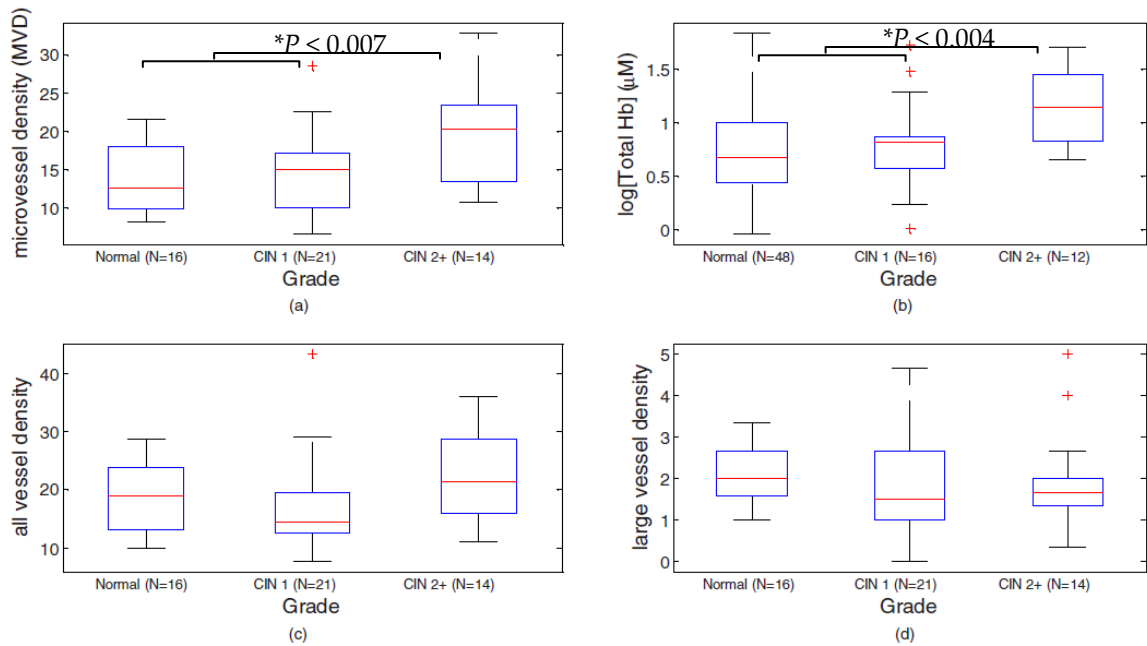 *P < 0.007
microvessel density (MVD)
30
25
20
15
10
Normal (N=16) CIN 1 (N=21) CIN 2+ (N=14)
Grade
(a)
*P < 0.004
log[Total Hb] (μM)
1.5
1
0.5
0
Normal (N=48) CIN 1 (N=16) CIN 2+ (N=12)
Grade
(b)
all vessel density
40
30
20
10
Normal (N=16) CIN 1 (N=21) CIN 2+ (N=14)
Grade
(c)
large vessel density
5
4
3
2
1
0
Normal (N=16) CIN 1 (N=21) CIN 2+ (N=14)
Grade
(d)